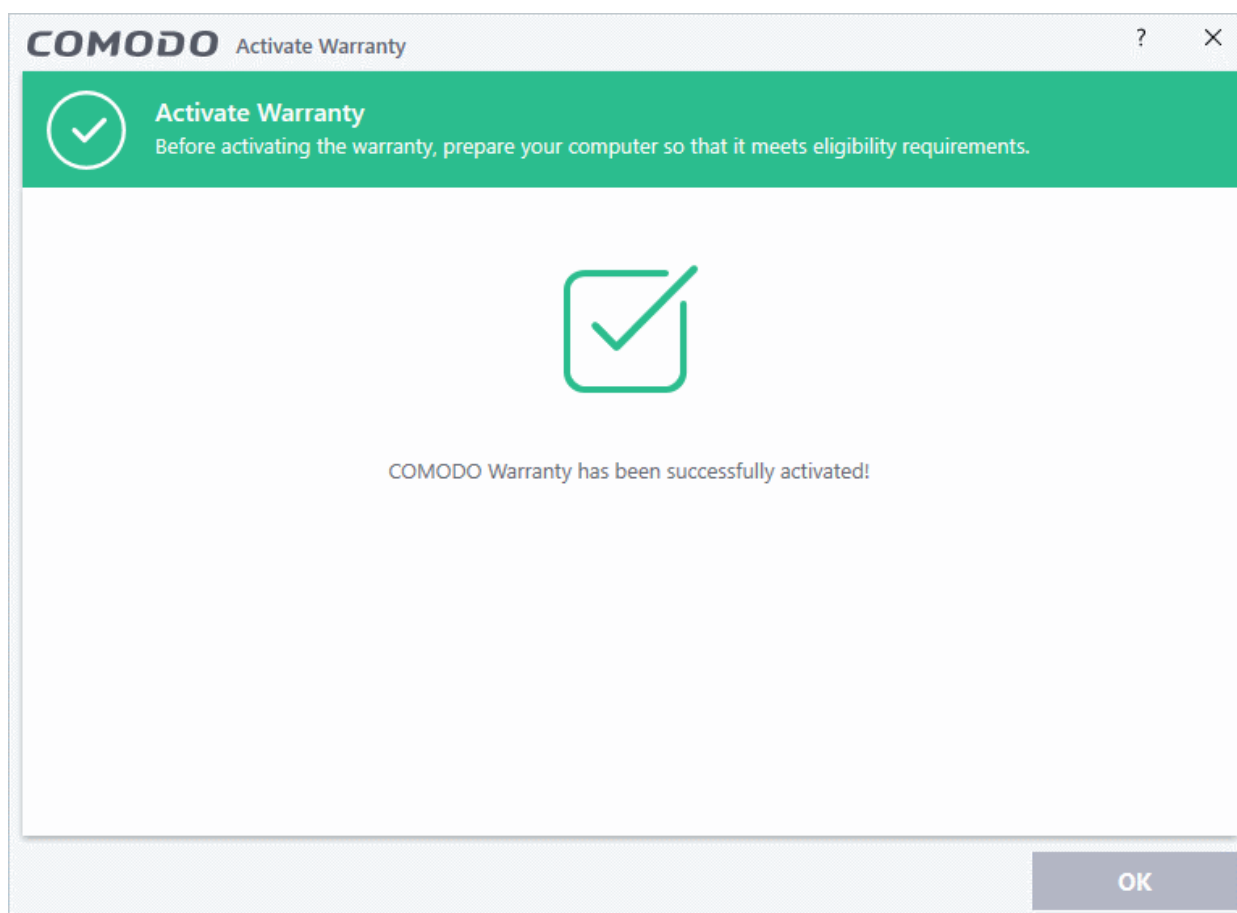 COMODO Activate Warranty ?
Activate Warranty
Before activating the warranty, prepare your computer so that it meets eligibility requirements.
COMODO Warranty has been successfully activated!
OK